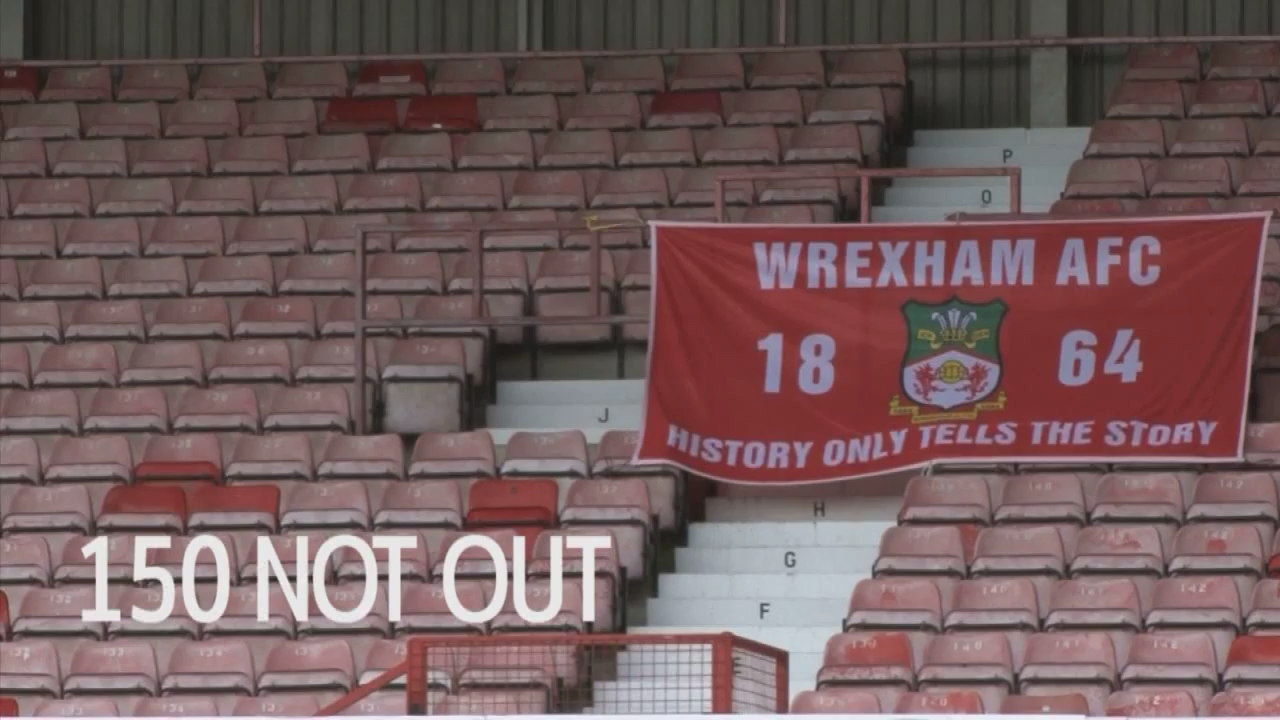 P
O
WREXHAM AFC
18 64
HISTORY ONLY TELLS THE STORY
J
H
G
150 NOT OUT
F
E